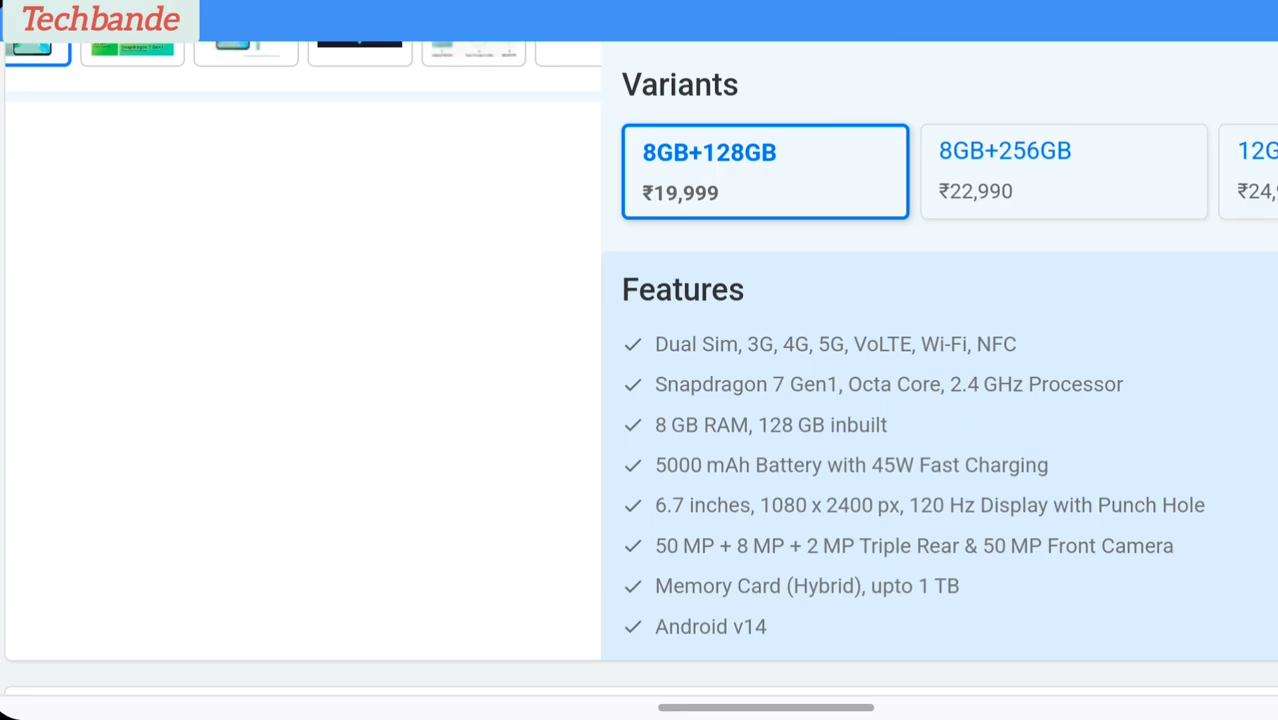 Techbande
Variants
8GB+128GB
₹19,999
8GB+256GB
₹22,990
12G
₹24,9
Features
Dual Sim, 3G, 4G, 5G, VoLTE, Wi-Fi, NFC
Snapdragon 7 Gen1, Octa Core, 2.4 GHz Processor
8 GB RAM, 128 GB inbuilt
5000 mAh Battery with 45W Fast Charging
6.7 inches, 1080 x 2400 px, 120 Hz Display with Punch Hole
50 MP + 8 MP + 2 MP Triple Rear & 50 MP Front Camera
Memory Card (Hybrid), upto 1 TB
Android v14